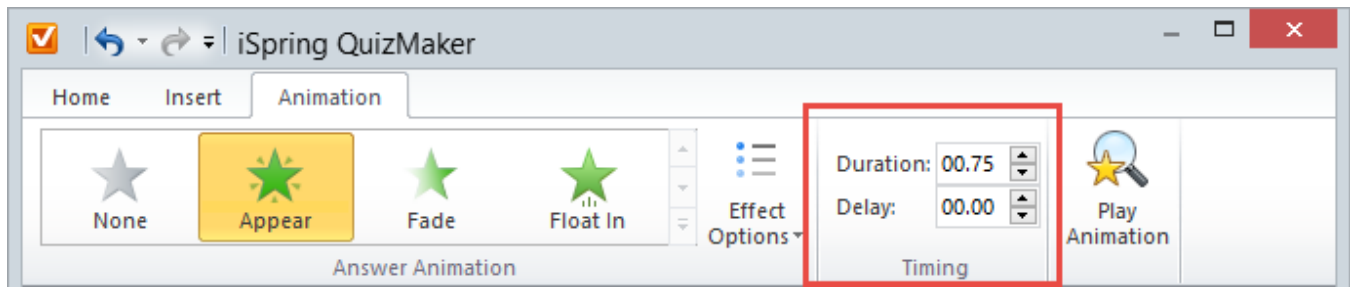 iSpring QuizMaker
Home Insert Animation
None Appear Fade Float In
Effect
Options
Answer Animation
Duration: 00.75
Delay: 00.00
Timing
Play
Animation